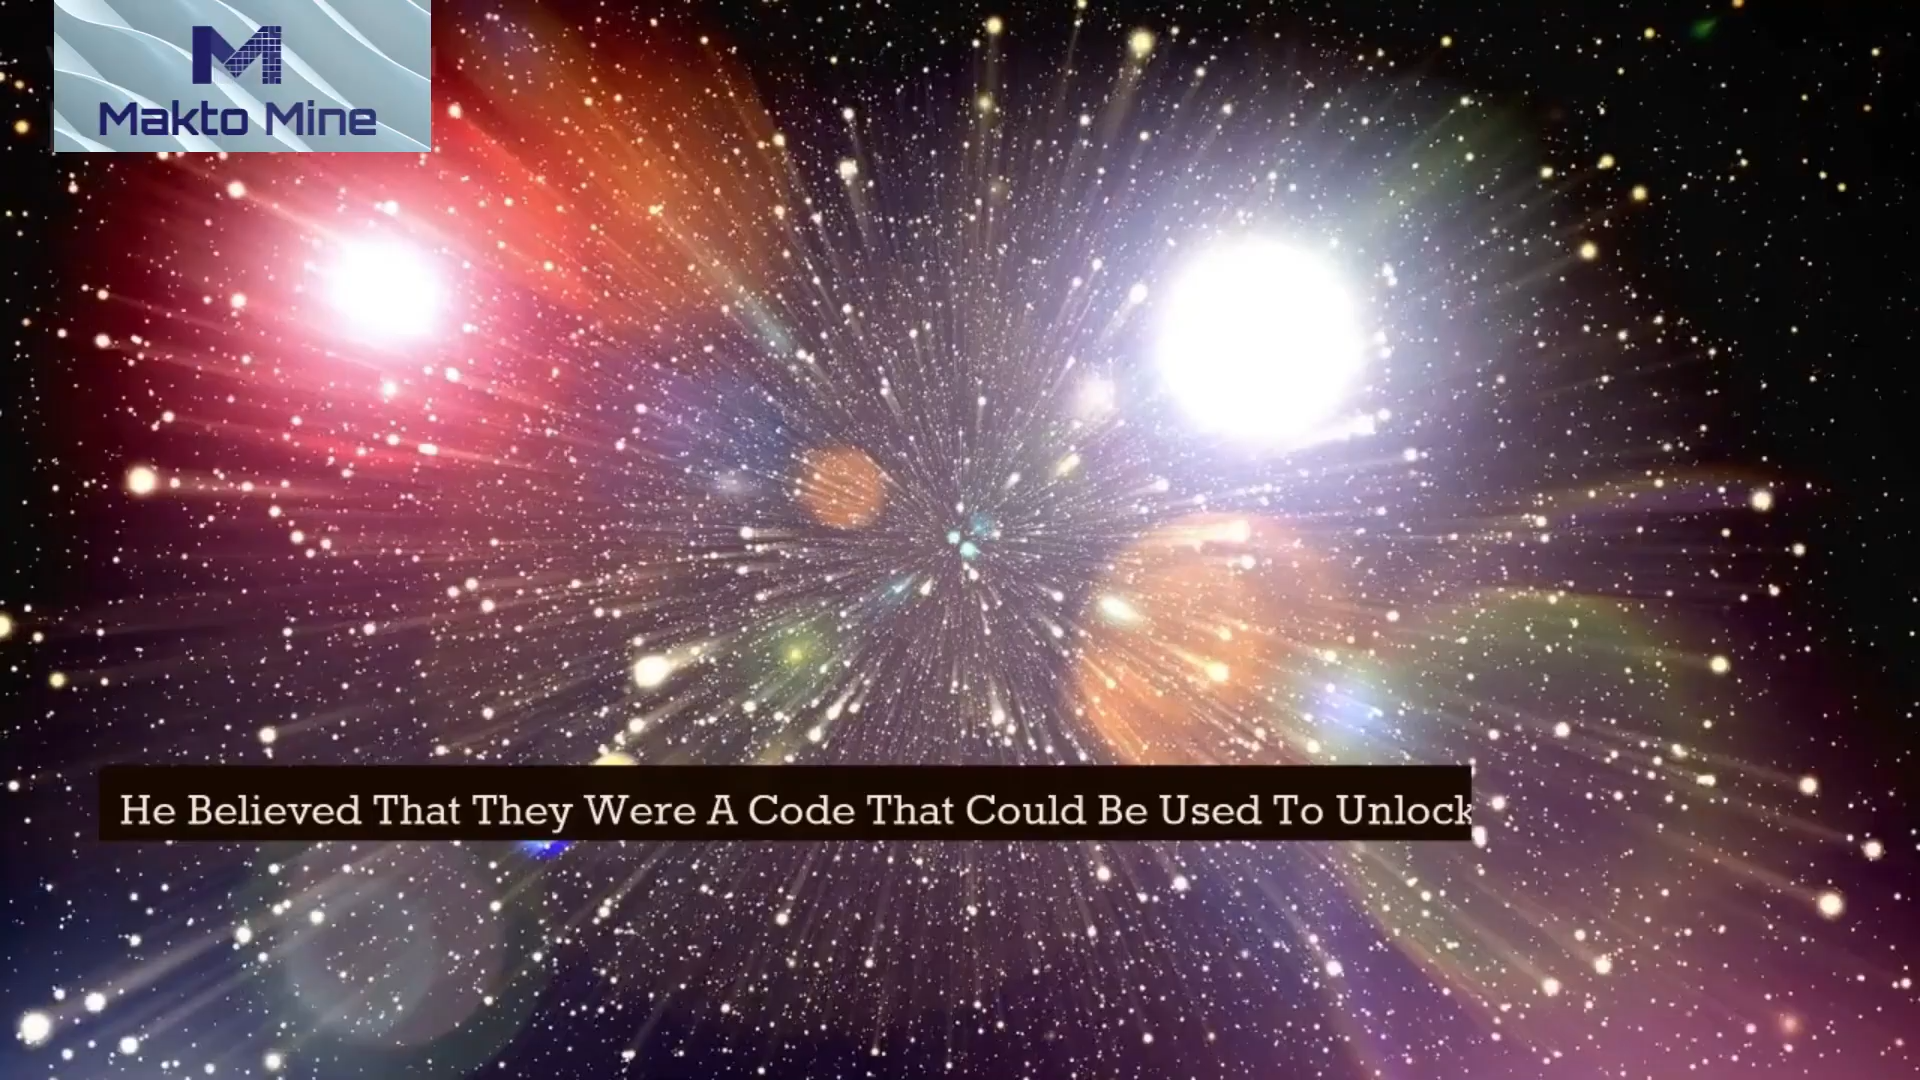 M
Makto Mine
He Believed That They Were A Code That Could Be Used To Unlock